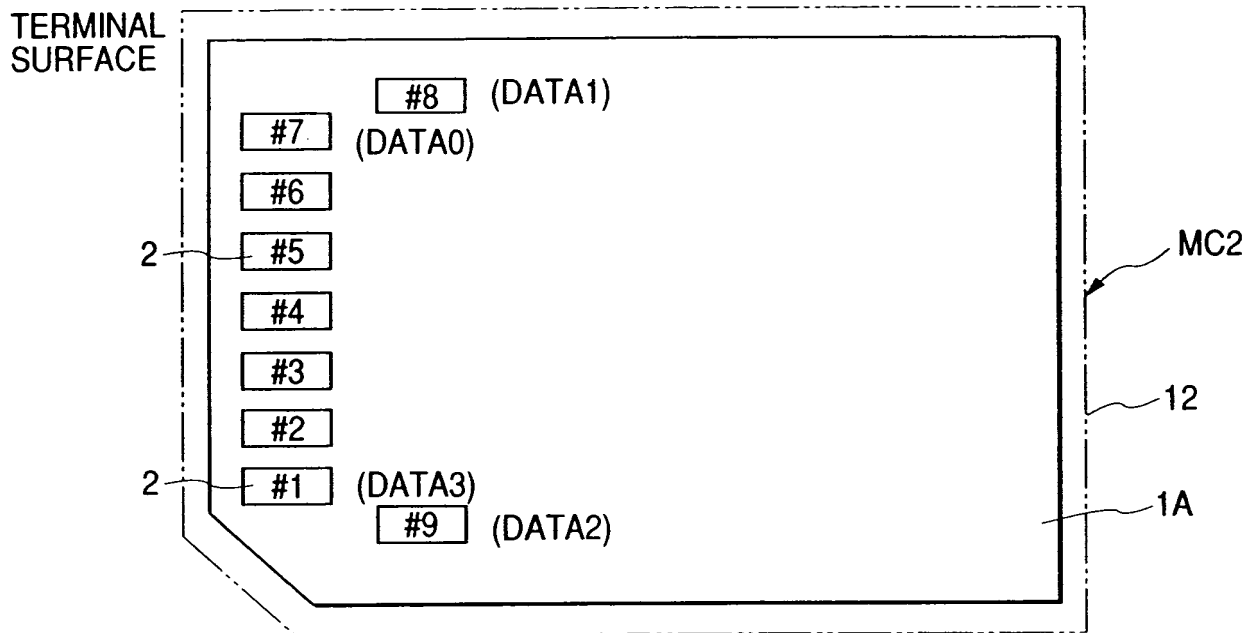 TERMINAL
SURFACE
#8 (DATA1)
#7 (DATA0)
#6
2 #5
MC2
#4
#3
12
#2
2 #1 (DATA3)
1A
#9 (DATA2)